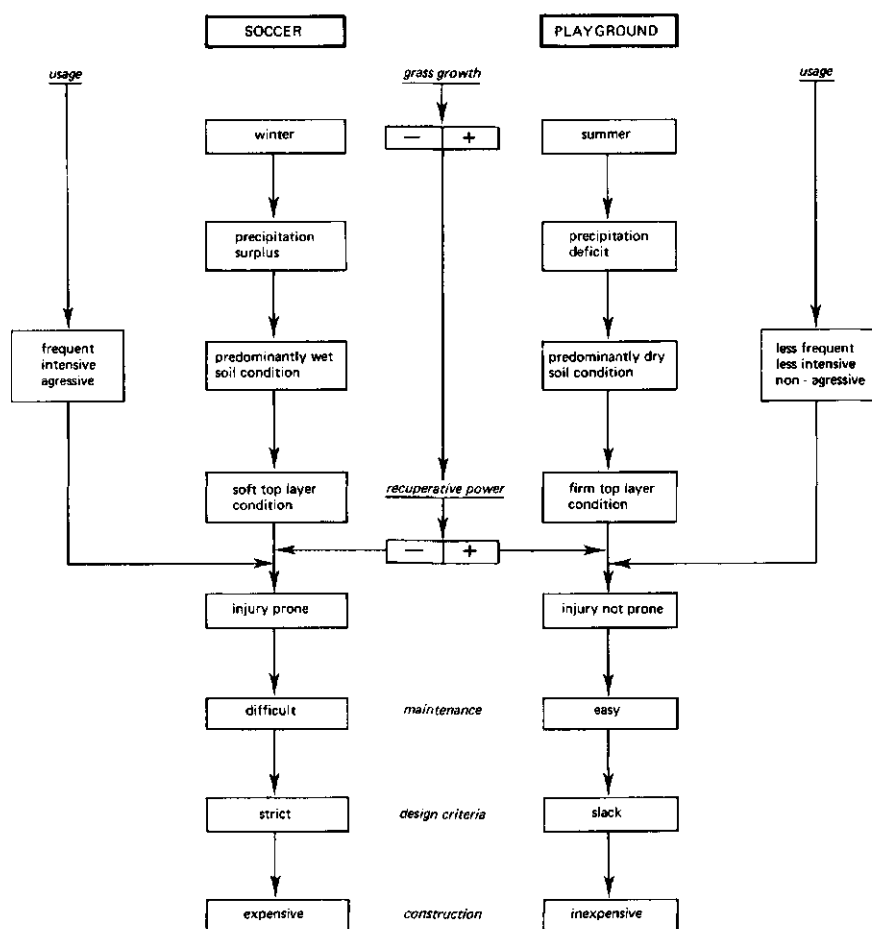 SOCCER
PLAYGROUND
usage
grass growth
usage
winter
— +
summer
precipitation
surplus
precipitation
deficit
frequent
intensive
agressive
predominantly wet
soil condition
predominantly dry
soil condition
less frequent
less intensive
non - agressive
soft top layer
condition
recuperative power
firm top layer
condition
— +
injury prone
injury not prone
difficult
maintenance
easy
strict
design criteria
slack
expensive
construction
inexpensive